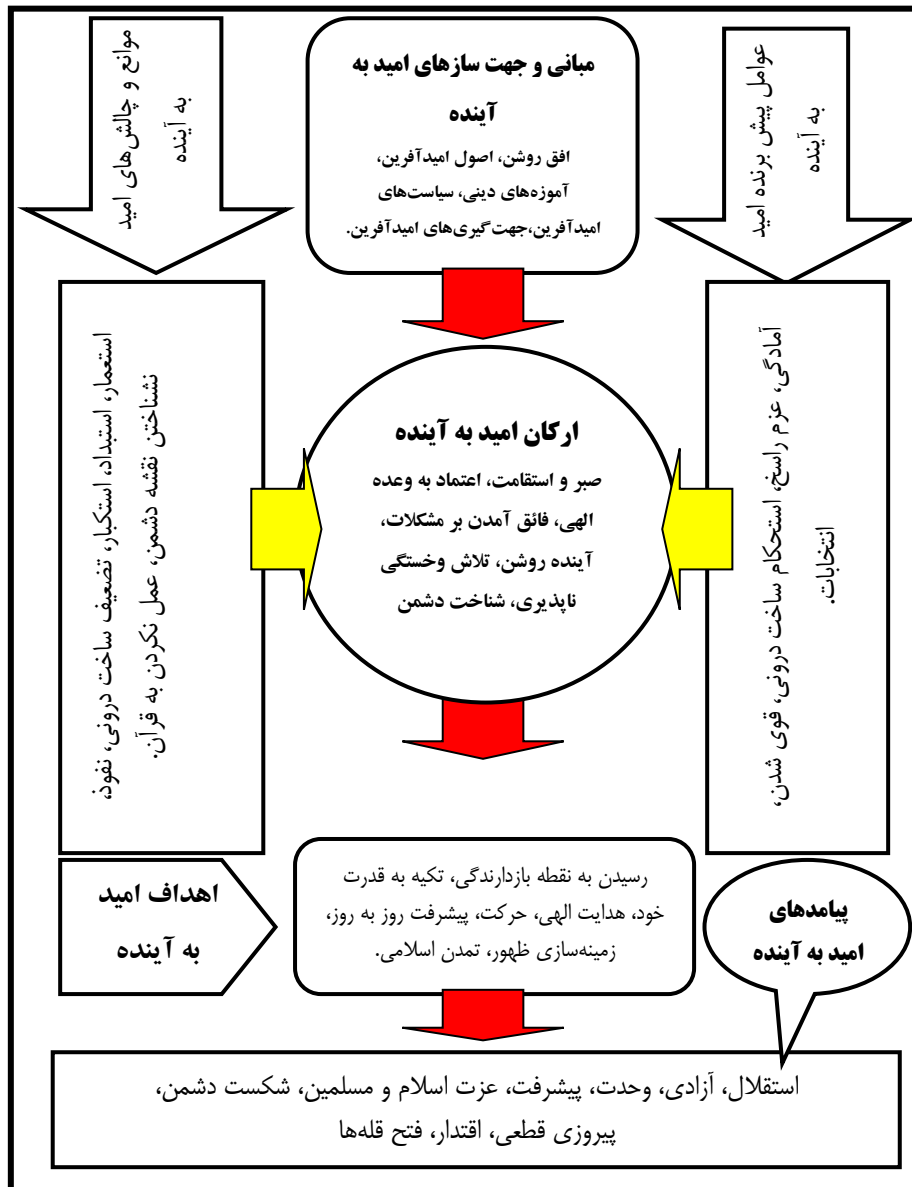 عوامل پیش برنده امید
به آینده
مبانی و جهت سازهای امید به
آینده
افق روشن، اصول امیدآفرین،
آموزه‌های دینی، سیاست‌های
امیدآفرین،جهت گیری‌های امیدآفرین.
موانع و چالش‌های امید
به آینده
آمادگی، عزم راسخ، استحکام ساخت درونی، قوی شدن،
انتخابات.
ارکان امید به آینده
صبر و استقامت، اعتماد به وعده
الهی، فائق آمدن بر مشکلات،
آینده روشن، تلاش وخستگی
ناپذیری، شناخت دشمن
استعمار، استبداد، استکبار، تضعیف ساخت درونی، نفوذ،
نشناختن نقشه دشمن، عمل نکردن به قرآن.
پیامدهای
امید به آینده
رسیدن به نقطه بازدارندگی، تکیه به قدرت
خود، هدایت الهی، حرکت، پیشرفت روز به روز،
زمینه‌سازی ظهور، تمدن اسلامی.
اهداف امید
به آینده
استقلال، آزادی، وحدت، پیشرفت، عزت اسلام و مسلمین، شکست دشمن،
پیروزی قطعی، اقتدار، فتح قله‌ها